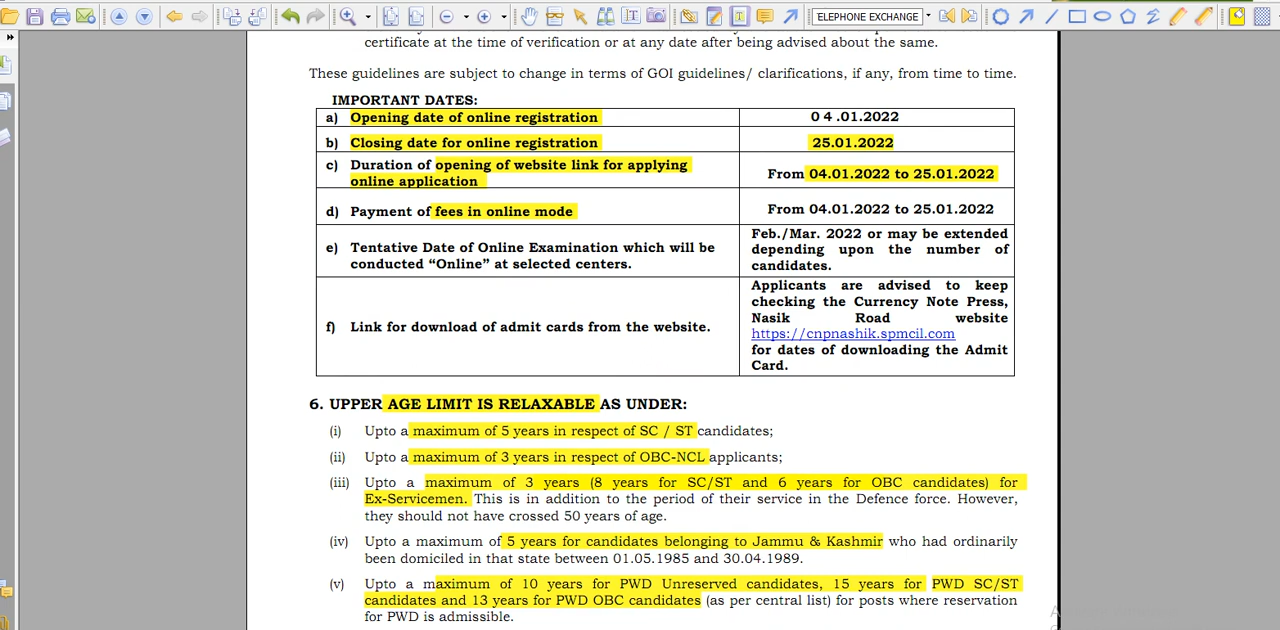 ELEPHONE EXCHANGE
certificate at the time of verification or at any date after being advised about the same.
These guidelines are subject to change in terms of GOI guidelines/ clarifications, if any, from time to time.
IMPORTANT DATES:
a) Opening date of online registration
0 4 .01.2022
b) Closing date for online registration
25.01.2022
c) Duration of opening of website link for applying
online application
From 04.01.2022 to 25.01.2022
d) Payment of fees in online mode
From 04.01.2022 to 25.01.2022
e) Tentative Date of Online Examination which will be
conducted “Online” at selected centers.
Feb./Mar. 2022 or may be extended
depending upon the number of
candidates.
f) Link for download of admit cards from the website.
Applicants are advised to keep
checking the Currency Note Press,
Nasik Road website
https://cnpnashik.spmcil.com
for dates of downloading the Admit
Card.
6. UPPER AGE LIMIT IS RELAXABLE AS UNDER:
(i) Upto a maximum of 5 years in respect of SC / ST candidates;
(ii) Upto a maximum of 3 years in respect of OBC-NCL applicants;
(iii) Upto a maximum of 3 years (8 years for SC/ST and 6 years for OBC candidates) for
Ex-Servicemen. This is in addition to the period of their service in the Defence force. However,
they should not have crossed 50 years of age.
(iv) Upto a maximum of 5 years for candidates belonging to Jammu & Kashmir who had ordinarily
been domiciled in that state between 01.05.1985 and 30.04.1989.
(v) Upto a maximum of 10 years for PWD Unreserved candidates, 15 years for PWD SC/ST
candidates and 13 years for PWD OBC candidates (as per central list) for posts where reservation
for PWD is admissible.